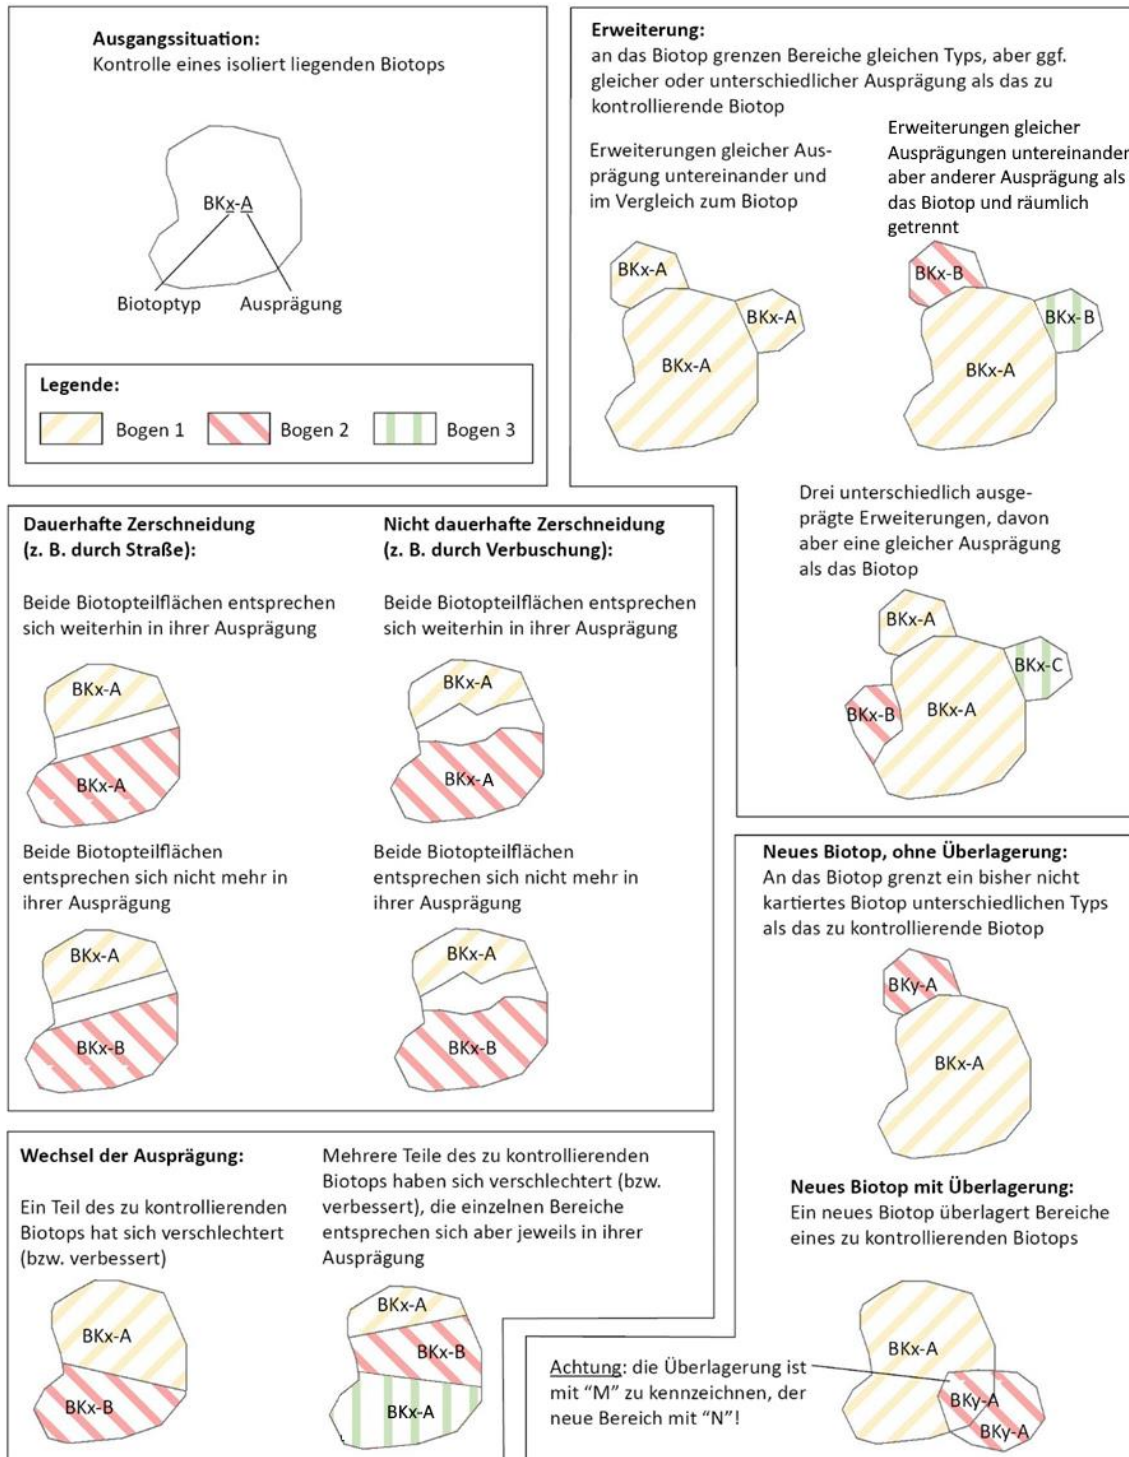 Ausgangssituation:
Kontrolle eines isoliert liegenden Biotops
BKx-A
Biotoptyp
Ausprägung
Legende:
Bogen 1
Bogen 2
Bogen 3
Erweiterung:
an das Biotop grenzen Bereiche gleichen Typs, aber ggf.
gleicher oder unterschiedlicher Ausprägung als das zu
kontrollierende Biotop
Erweiterungen gleicher Aus-
prägung untereinander und
im Vergleich zum Biotop
BKx-A
BKx-A
BKx-A
Erweiterungen gleicher
Ausprägungen untereinander
aber anderer Ausprägung als
das Biotop und räumlich
getrennt
BKx-B
BKx-B
BKx-A
Drei unterschiedlich ausge-
prägte Erweiterungen, davon
aber eine gleicher Ausprägung
als das Biotop
BKx-A
BKx-C
BKx-B
BKx-A
Dauerhafte Zerschneidung
(z. B. durch Straße):
Beide Biotopteilflächen entsprechen
sich weiterhin in ihrer Ausprägung
BKx-A
BKx-A
Beide Biotopteilflächen
entsprechen sich nicht mehr in
ihrer Ausprägung
BKx-A
BKx-B
Nicht dauerhafte Zerschneidung
(z. B. durch Verbuschung):
Beide Biotopteilflächen entsprechen
sich weiterhin in ihrer Ausprägung
BKx-A
BKx-A
Beide Biotopteilflächen
entsprechen sich nicht mehr in
ihrer Ausprägung
BKx-A
BKx-B
Neues Biotop, ohne Überlagerung:
An das Biotop grenzt ein bisher nicht
kartiertes Biotop unterschiedlichen Typs
als das zu kontrollierende Biotop
BKy-A
BKx-A
Neues Biotop mit Überlagerung:
Ein neues Biotop überlagert Bereiche
eines zu kontrollierenden Biotops
BKx-A
BKy-A
BKy-A
Achtung: die Überlagerung ist
mit "M" zu kennzeichnen, der
neue Bereich mit "N"!
Wechsel der Ausprägung:
Ein Teil des zu kontrollierenden
Biotops hat sich verschlechtert
(bzw. verbessert)
BKx-A
BKx-B
Mehrere Teile des zu kontrollierenden
Biotops haben sich verschlechtert (bzw.
verbessert), die einzelnen Bereiche
entsprechen sich aber jeweils in ihrer
Ausprägung
BKx-A
BKx-B
BKx-A